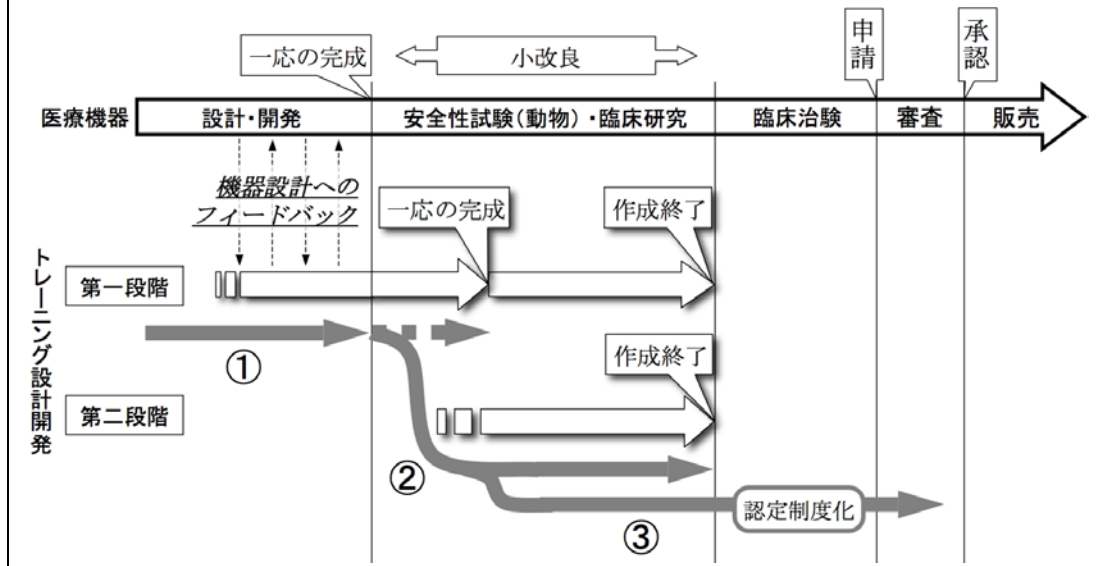 申請
承認
一応の完成
小改良
医療機器
設計・開発
安全性試験(動物)・臨床研究
臨床治験
審査
販売
機器設計への
フィードバック
一応の完成
作成終了
トレーニング設計開発
第一段階
①
作成終了
第二段階
②
認定制度化
③